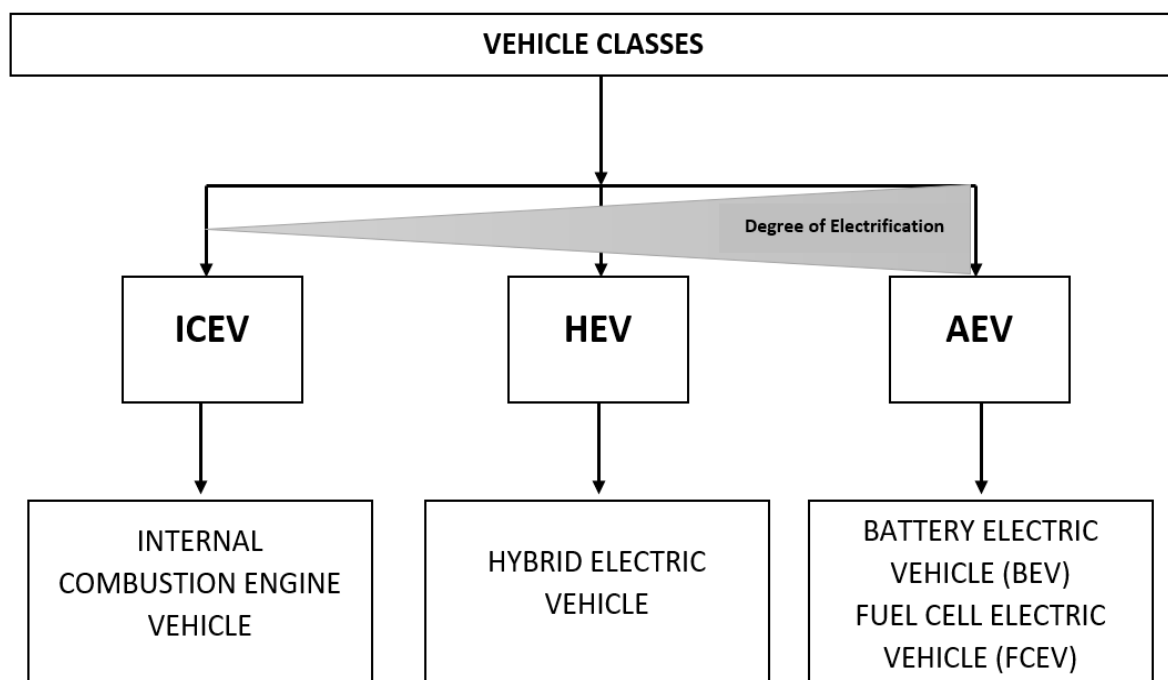 VEHICLE CLASSES
Degree of Electrification
ICEV
HEV
AEV
INTERNAL
COMBUSTION ENGINE
VEHICLE
HYBRID ELECTRIC
VEHICLE
BATTERY ELECTRIC
VEHICLE (BEV)
FUEL CELL ELECTRIC
VEHICLE (FCEV)